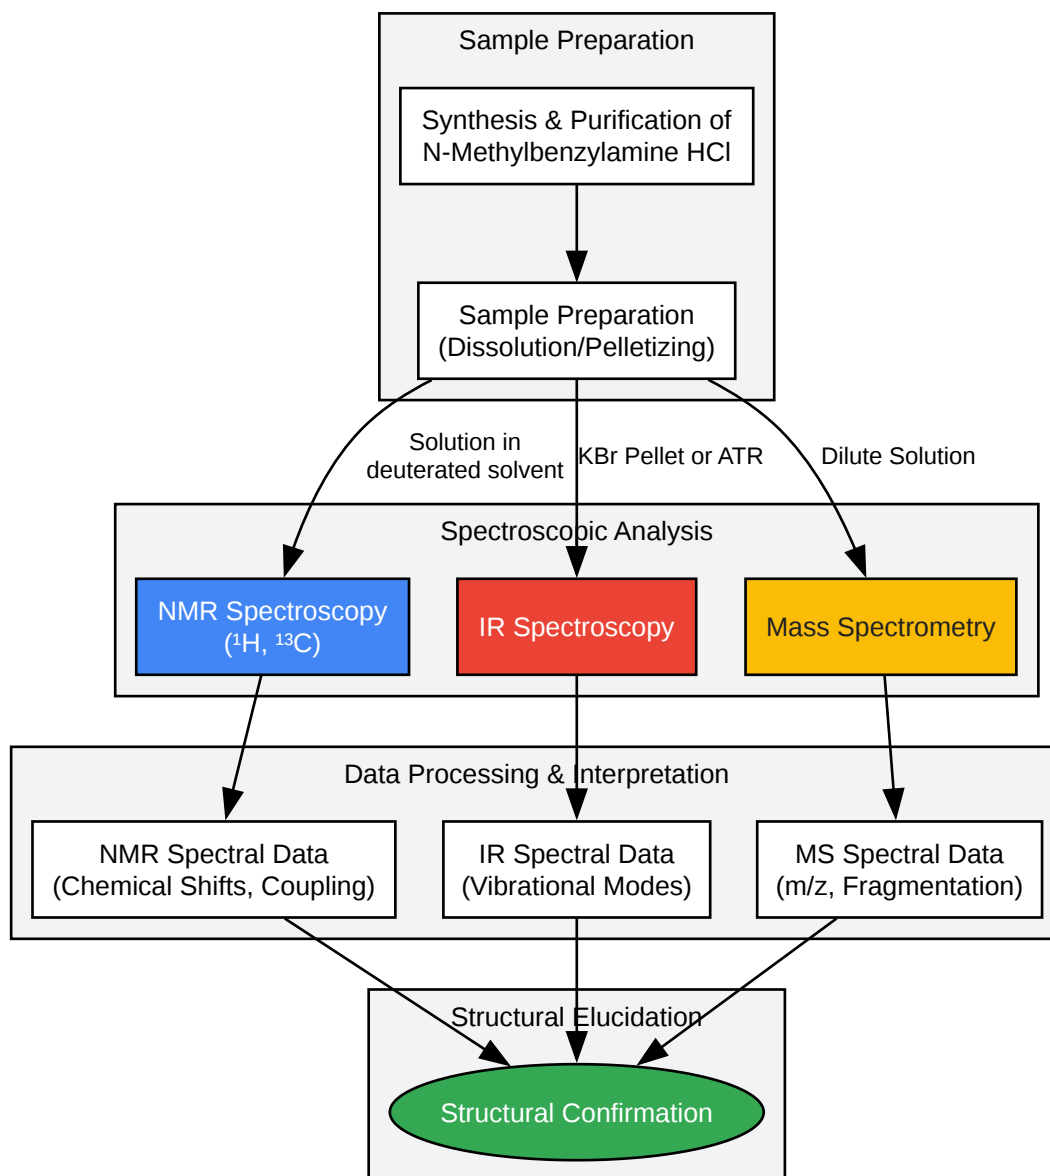 Sample Preparation
Synthesis & Purification of
N-Methylbenzylamine HCl
Sample Preparation
(Dissolution/Pelletizing)
Solution in
deuterated solvent
KBr Pellet or ATR
Dilute Solution
Spectroscopic Analysis
NMR Spectroscopy
(¹H, ¹³C)
IR Spectroscopy
Mass Spectrometry
Data Processing & Interpretation
NMR Spectral Data
(Chemical Shifts, Coupling)
IR Spectral Data
(Vibrational Modes)
MS Spectral Data
(m/z, Fragmentation)
Structural Elucidation
Structural Confirmation